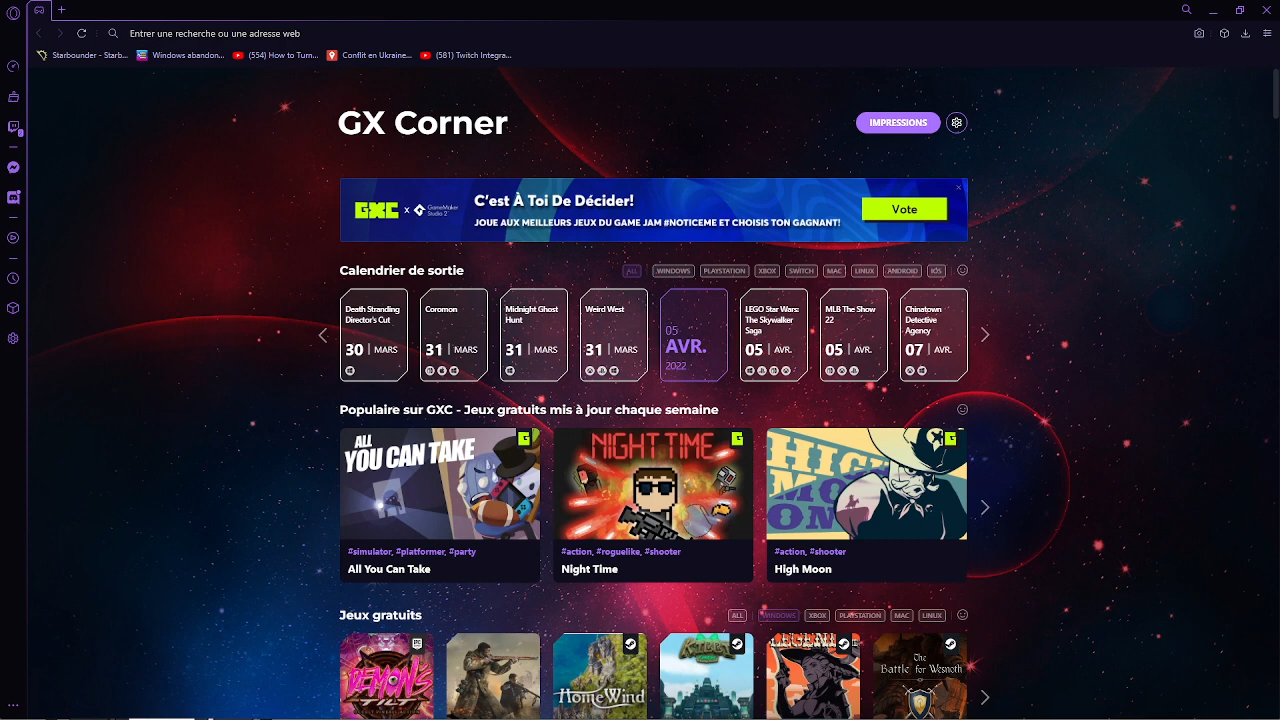 Entrer une recherche ou une adresse web
Starbounder - Starb...
Windows abandon...
(554) How to Turn...
Conflit en Ukraine...
(581) Twitch Integra...
GX Corner
IMPRESSIONS
GXC x GameMaker Studio 2
C'est À Toi De Décider!
JOUE AUX MEILLEURS JEUX DU GAME JAM #NOTICEME ET CHOISIS TON GAGNANT!
Vote
Calendrier de sortie
ALL WINDOWS PLAYSTATION XBOX SWITCH MAC LINUX ANDROID IOS
Death Stranding
Director's Cut
30 | MARS
Coromon
31 | MARS
Midnight Ghost
Hunt
31 | MARS
Weird West
31 | MARS
05
AVR.
2022
LEGO Star Wars:
The Skywalker
Saga
05 | AVR.
MLB The Show
22
05 | AVR.
Chinatown
Detective
Agency
07 | AVR.
Populaire sur GXC - Jeux gratuits mis à jour chaque semaine
ALL
YOU CAN TAKE
#simulator, #platformer, #party
All You Can Take
NIGHT TIME
#action, #roguelike, #shooter
Night Time
HIGH
MOON
#action, #shooter
High Moon
Jeux gratuits
ALL WINDOWS XBOX PLAYSTATION MAC LINUX
DEMONS
HomeWind
The
Battle for Wesnoth